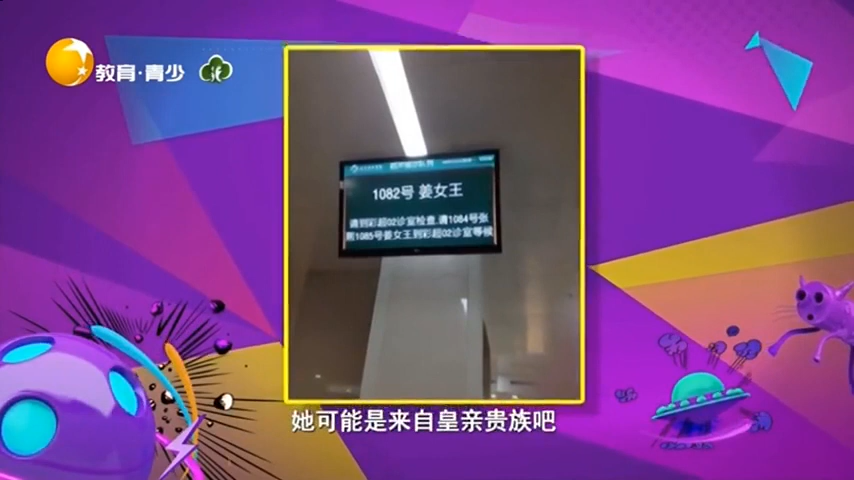 教育·青少
1082号 姜女王
请到彩超02诊室检查,请1084号张
熙1085号姜女王到彩超02诊室等候
她可能是来自皇亲贵族吧